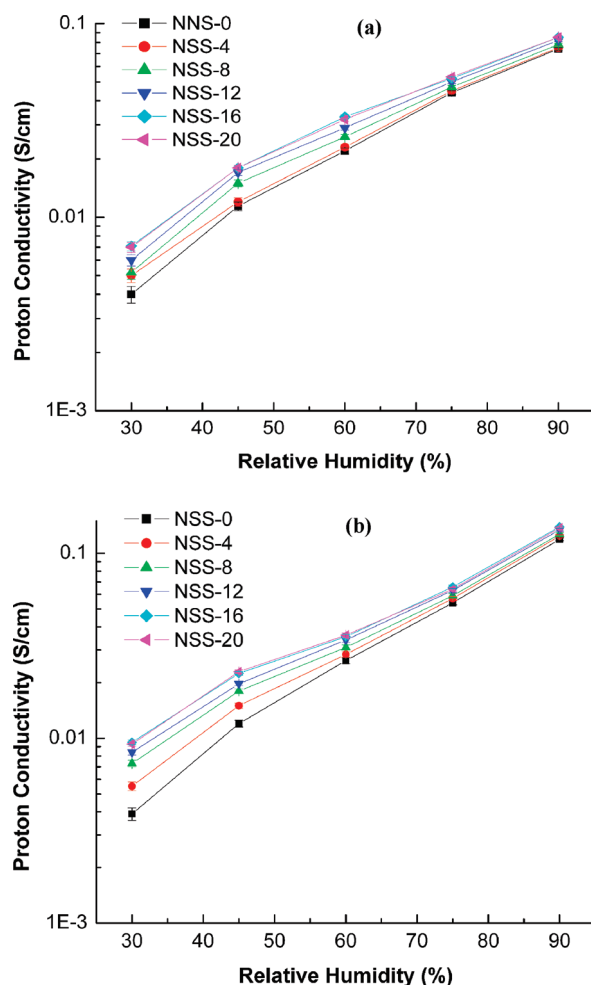 (a)
NNS-0
NSS-4
NSS-8
NSS-12
NSS-16
NSS-20
0.1
0.01
1E-3
Proton Conductivity (S/cm)
30 40 50 60 70 80 90
Relative Humidity (%)
(b)
NSS-0
NSS-4
NSS-8
NSS-12
NSS-16
NSS-20
0.1
0.01
1E-3
Proton Conductivity (S/cm)
30 40 50 60 70 80 90
Relative Humidity (%)